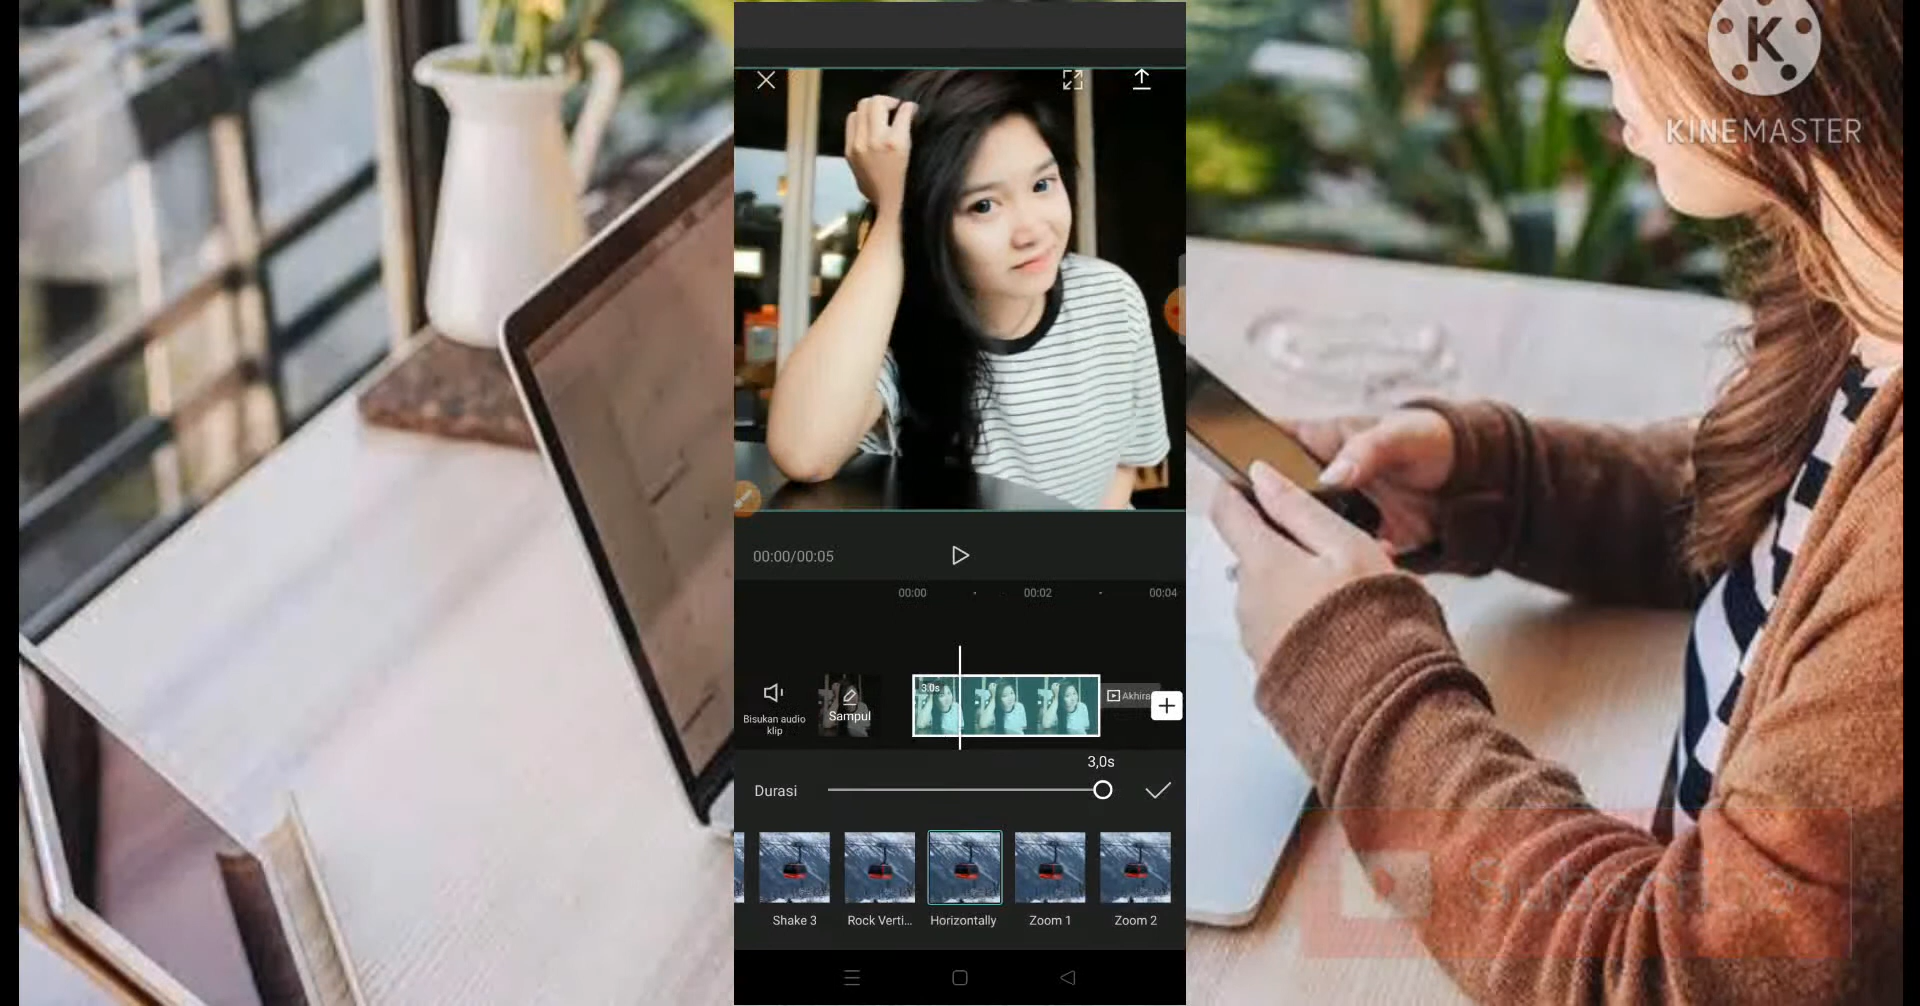 K
KINEMASTER
00:00/00:05
00:00
00:02
00:04
3.0s
Bisukan audio
klip
Sampul
Akhira
3,0s
Durasi
Shake 3
Rock Verti...
Horizontally
Zoom 1
Zoom 2
Subscribe